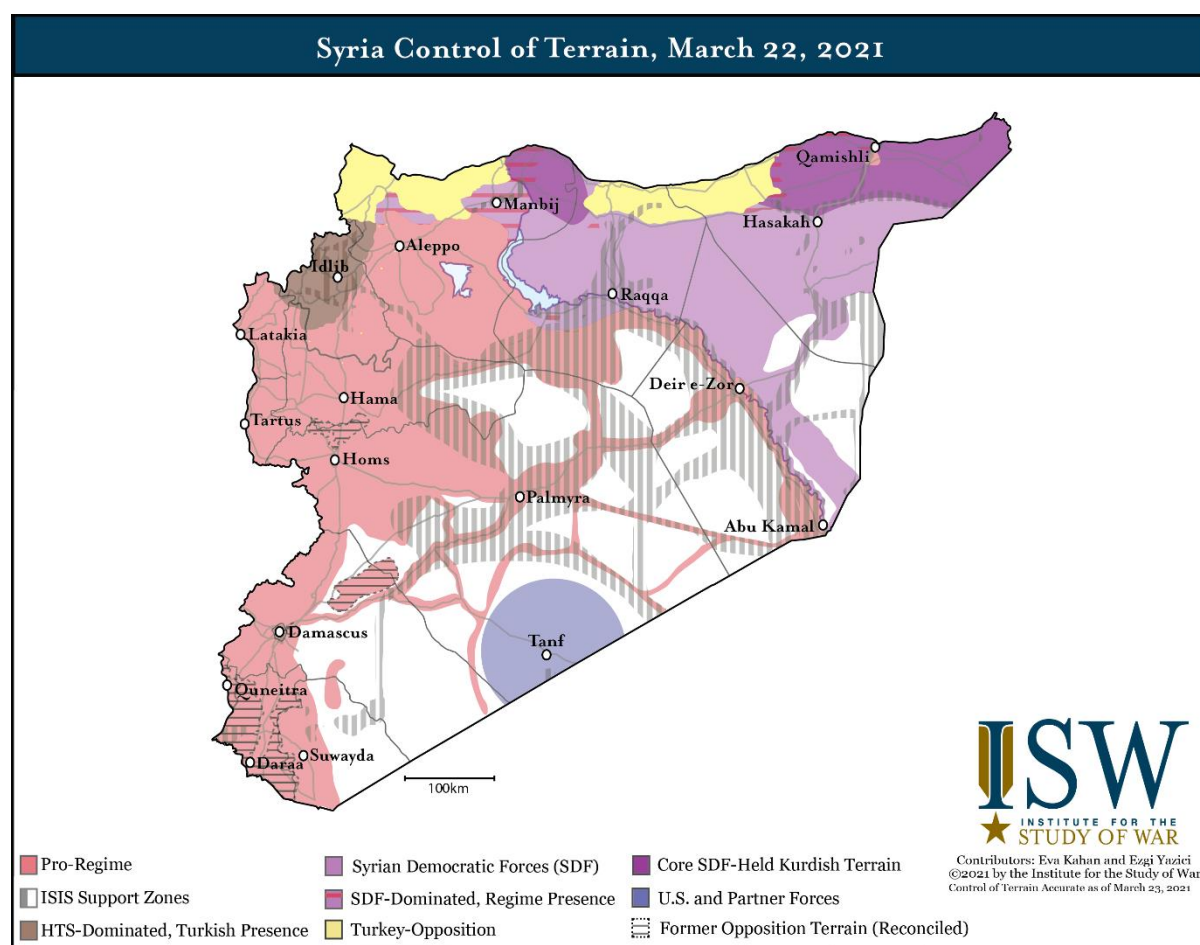 Syria Control of Terrain, March 22, 2021
Qamishli
Manbij
Hasakah
Aleppo
Idlib
Raqqa
Latakia
Deir e-Zor
Hama
Tartus
Homs
Palmyra
Abu Kamal
Damascus
Tanf
Quneitra
Suwayda
Daraa
100km
ISW
INSTITUTE FOR THE
STUDY OF WAR
Contributors: Eva Kahan and Ezgi Yazici
©2021 by the Institute for the Study of War
Control of Terrain Accurate as of March 23, 2021
Pro-Regime
Syrian Democratic Forces (SDF)
Core SDF-Held Kurdish Terrain
ISIS Support Zones
SDF-Dominated, Regime Presence
U.S. and Partner Forces
HTS-Dominated, Turkish Presence
Turkey-Opposition
Former Opposition Terrain (Reconciled)